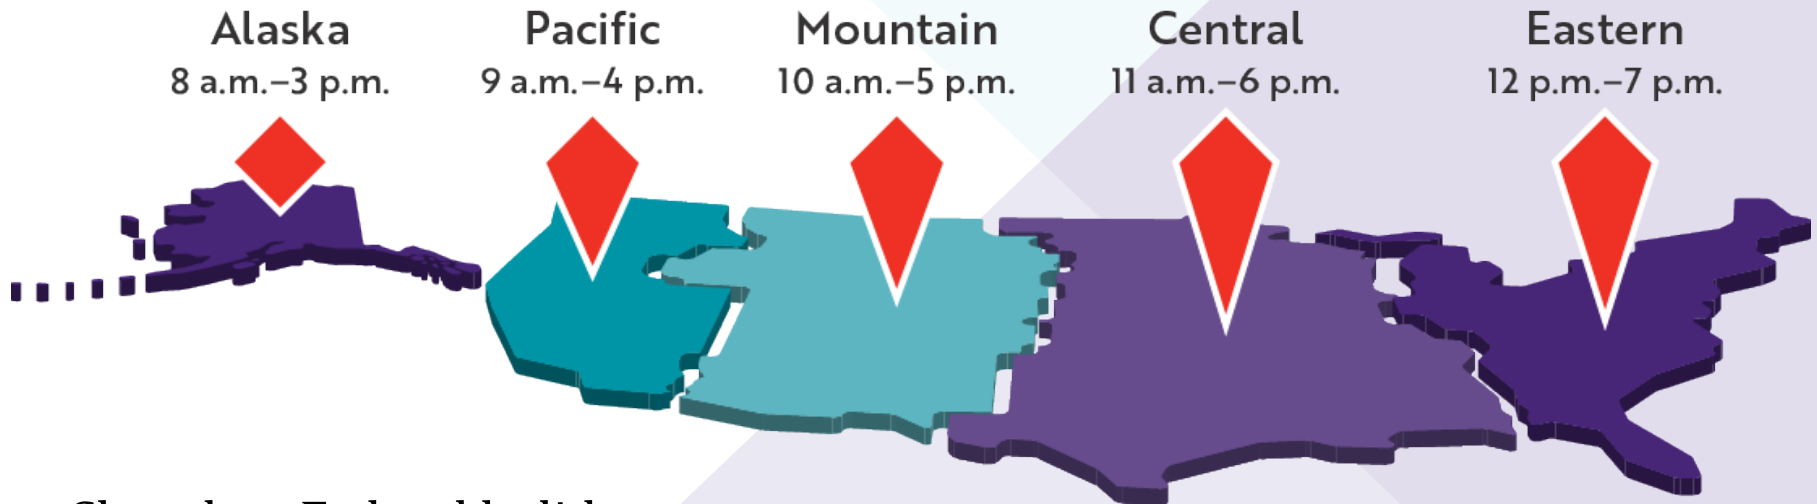 Alaska
8 a.m.–3 p.m.
Pacific
9 a.m.–4 p.m.
Mountain
10 a.m.–5 p.m.
Central
11 a.m.–6 p.m.
Eastern
12 p.m.–7 p.m.